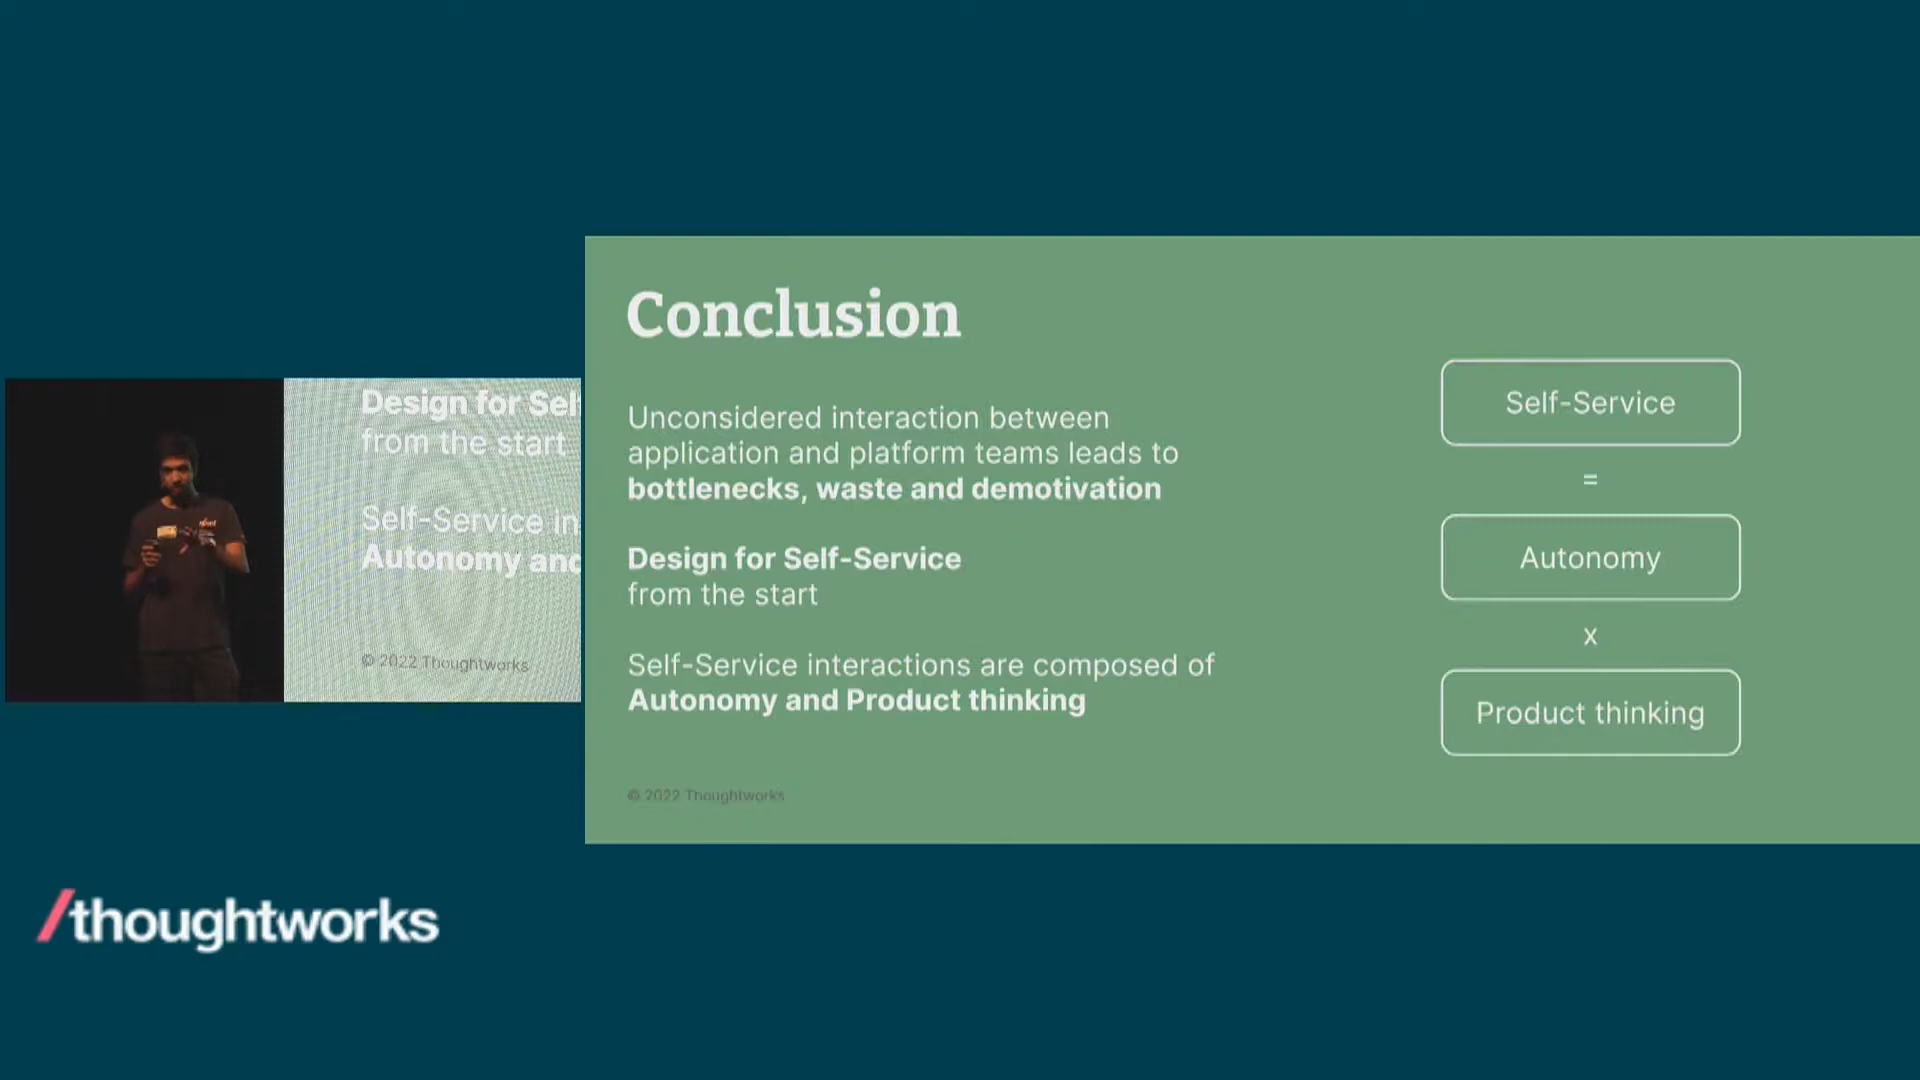 Design for Sel
from the start
Self-Service in
Autonomy and
© 2022 Thoughtworks
Conclusion
Unconsidered interaction between
application and platform teams leads to
bottlenecks, waste and demotivation
Design for Self-Service
from the start
Self-Service interactions are composed of
Autonomy and Product thinking
© 2022 Thoughtworks
Self-Service
=
Autonomy
x
Product thinking
/thoughtworks